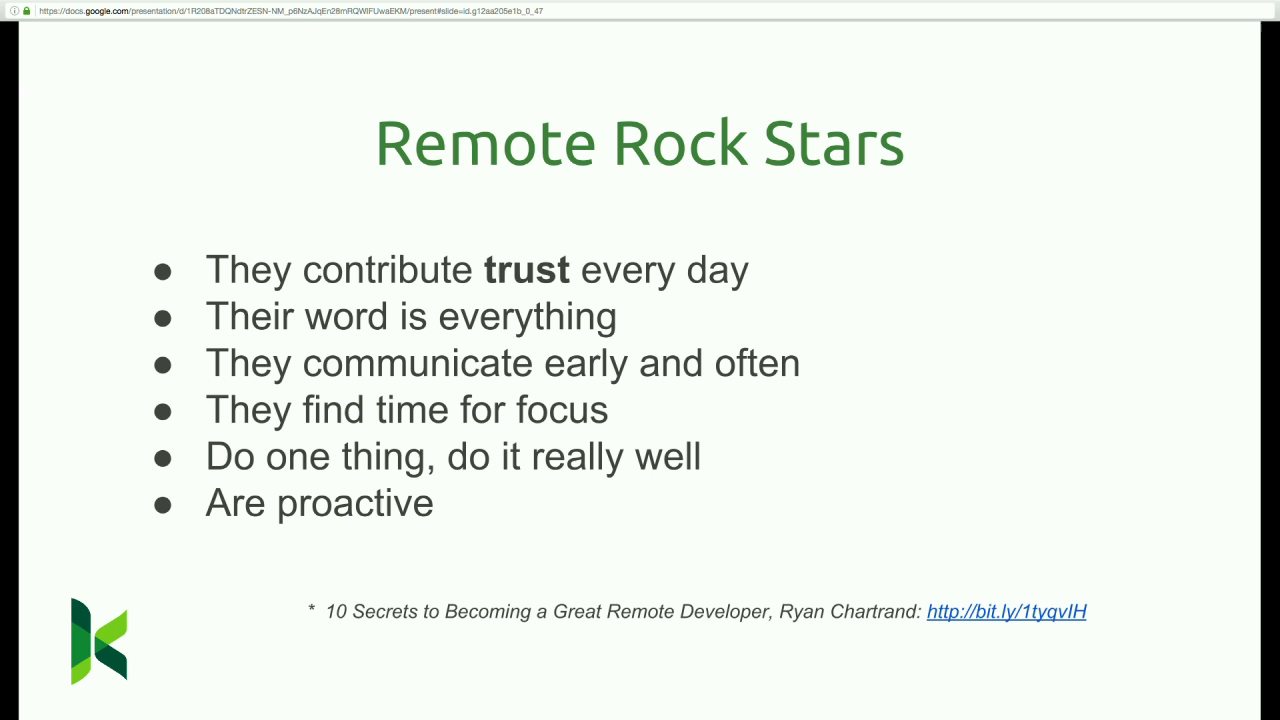 https://docs.google.com/presentation/d/1R208aTDQNdtrZESN-NM_p6NzAJqEn28mRQWlFUwaEKM/present#slide=id.g12aa205e1b_0_47
Remote Rock Stars
● They contribute trust every day
● Their word is everything
● They communicate early and often
● They find time for focus
● Do one thing, do it really well
● Are proactive
* 10 Secrets to Becoming a Great Remote Developer, Ryan Chartrand: http://bit.ly/1tyqvIH